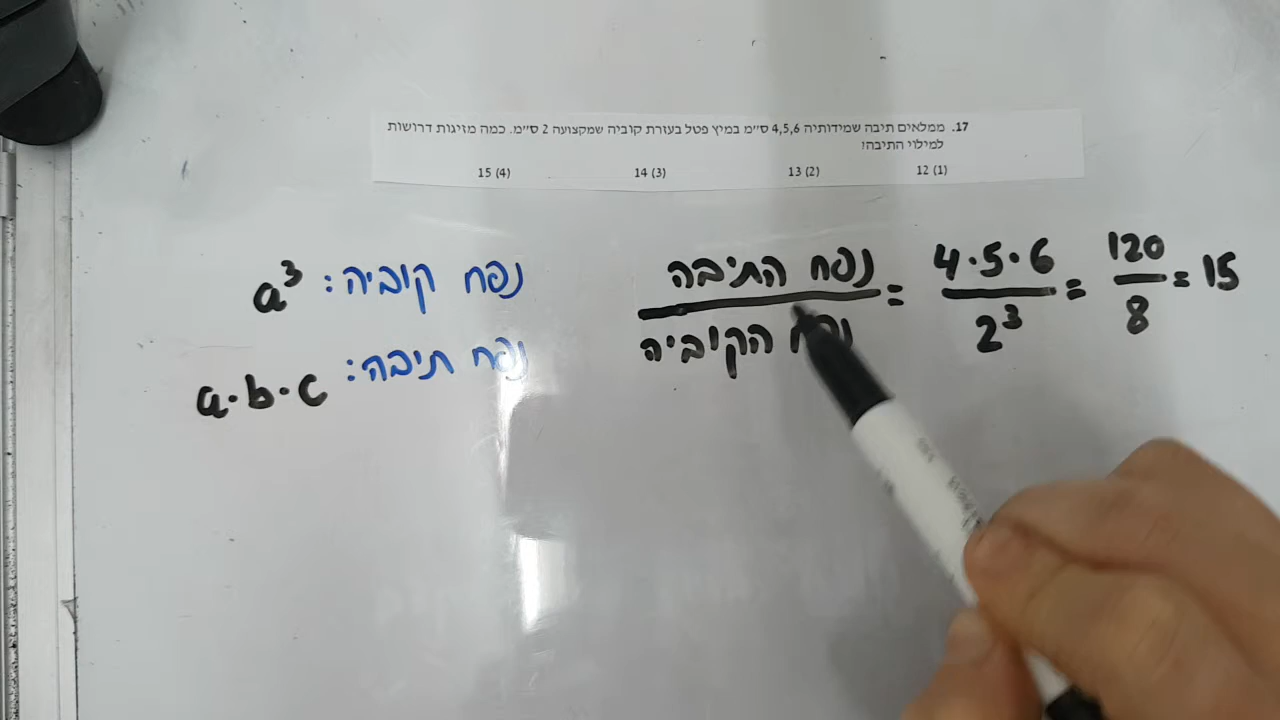 17. ממלאים תיבה שמידותיה 4,5,6 ס״מ במיץ פטל בעזרת קוביה שמקצועה 2 ס״מ. כמה מזיגות דרושות
למילוי התיבה?
(1) 12 (2) 13 (3) 14 (4) 15
נפח התיבה / נפח הקוביה = 4·5·6 / 2³ = 120 / 8 = 15
נפח קוביה: a³
נפח תיבה: a·b·c